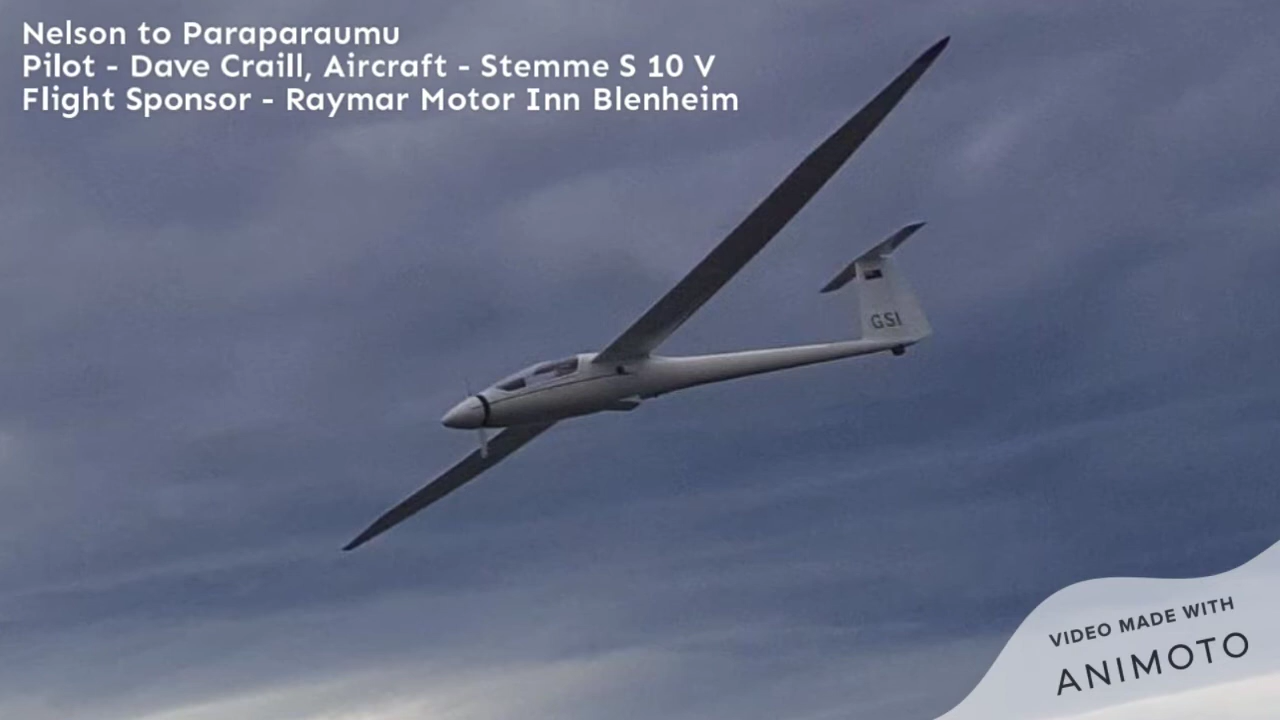 Nelson to Paraparaumu
Pilot - Dave Craill, Aircraft - Stemme S 10 V
Flight Sponsor - Raymar Motor Inn Blenheim
GSI
VIDEO MADE WITH
ANIMOTO